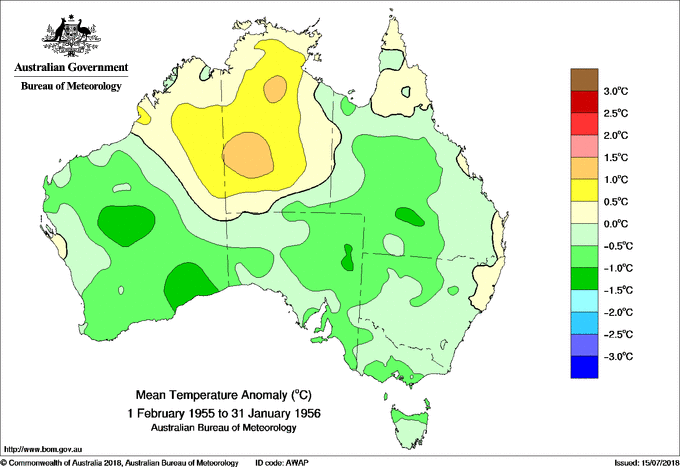 Australian Government
Bureau of Meteorology
3.0°C
2.5°C
2.0°C
1.5°C
1.0°C
0.5°C
0.0°C
-0.5°C
-1.0°C
-1.5°C
-2.0°C
-2.5°C
-3.0°C
Mean Temperature Anomaly (°C)
1 February 1955 to 31 January 1956
Australian Bureau of Meteorology
http://www.bom.gov.au
© Commonwealth of Australia 2018, Australian Bureau of Meteorology ID code: AWAP Issued: 15/07/2018